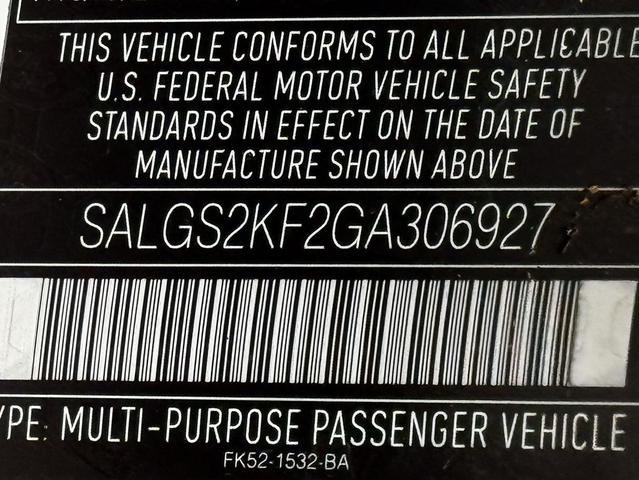 THIS VEHICLE CONFORMS TO ALL APPLICABLE
U.S. FEDERAL MOTOR VEHICLE SAFETY
STANDARDS IN EFFECT ON THE DATE OF
MANUFACTURE SHOWN ABOVE
SALGS2KF2GA306927
YPE: MULTI-PURPOSE PASSENGER VEHICLE
FK52-1532-BA